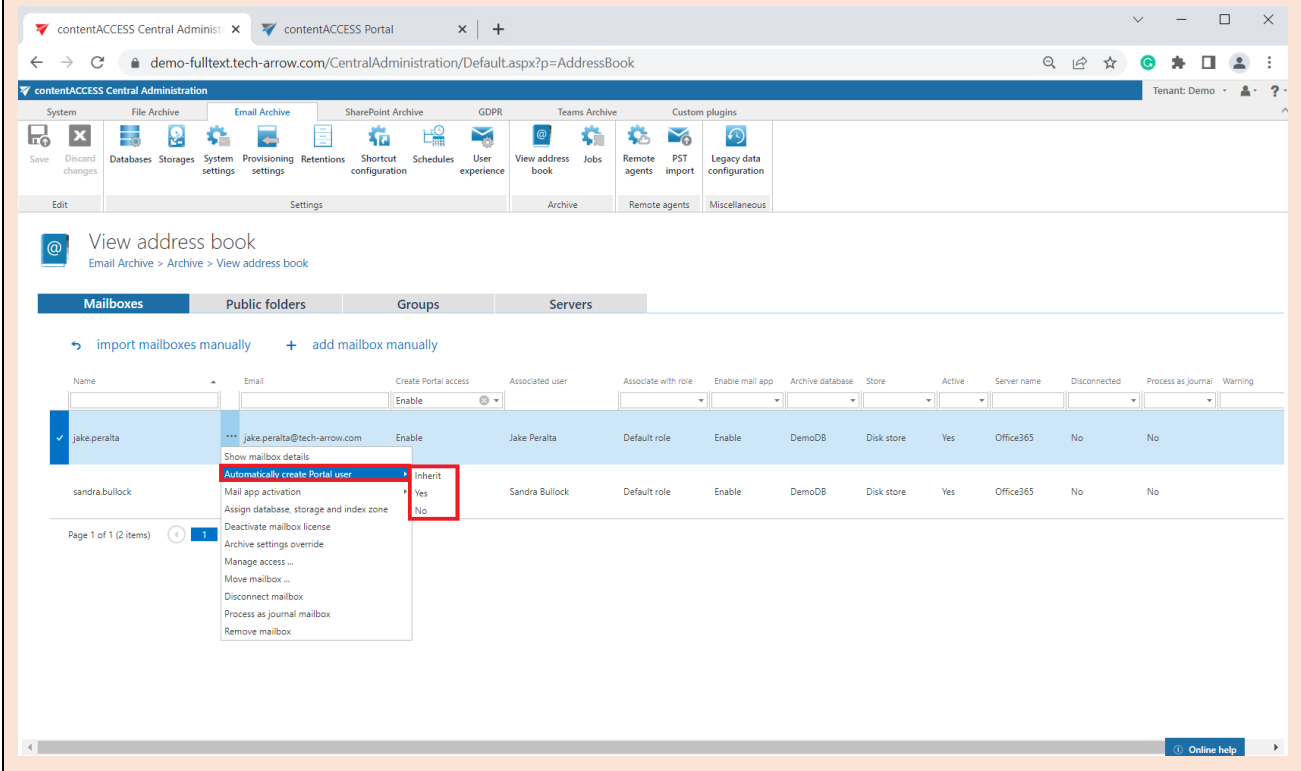 contentACCESS Central Administ
contentACCESS Portal
demo-fulltext.tech-arrow.com/CentralAdministration/Default.aspx?p=AddressBook
contentACCESS Central Administration
Tenant: Demo
System File Archive Email Archive SharePoint Archive GDPR Teams Archive Custom plugins
Save
Discard changes
Databases
Storages
System settings
Provisioning settings
Retentions
Shortcut configuration
Schedules
User experience
View address book
Jobs
Remote agents
PST import
Legacy data configuration
Edit Settings Archive Remote agents Miscellaneous
View address book
Email Archive > Archive > View address book
Mailboxes Public folders Groups Servers
import mailboxes manually + add mailbox manually
Name Email Create Portal access Associated user Associate with role Enable mail app Archive database Store Active Server name Disconnected Process as journal Warning
Enable
jake.peralta ••• jake.peralta@tech-arrow.com Enable Jake Peralta Default role Enable DemoDB Disk store Yes Office365 No No
Show mailbox details
Automatically create Portal user
Inherit
Yes
No
sandra.bullock Sandra Bullock Default role Enable DemoDB Disk store Yes Office365 No No
Mail app activation
Assign database, storage and index zone
Deactivate mailbox license
Archive settings override
Manage access ...
Move mailbox ...
Disconnect mailbox
Process as journal mailbox
Remove mailbox
Page 1 of 1 (2 items) 1
Online help